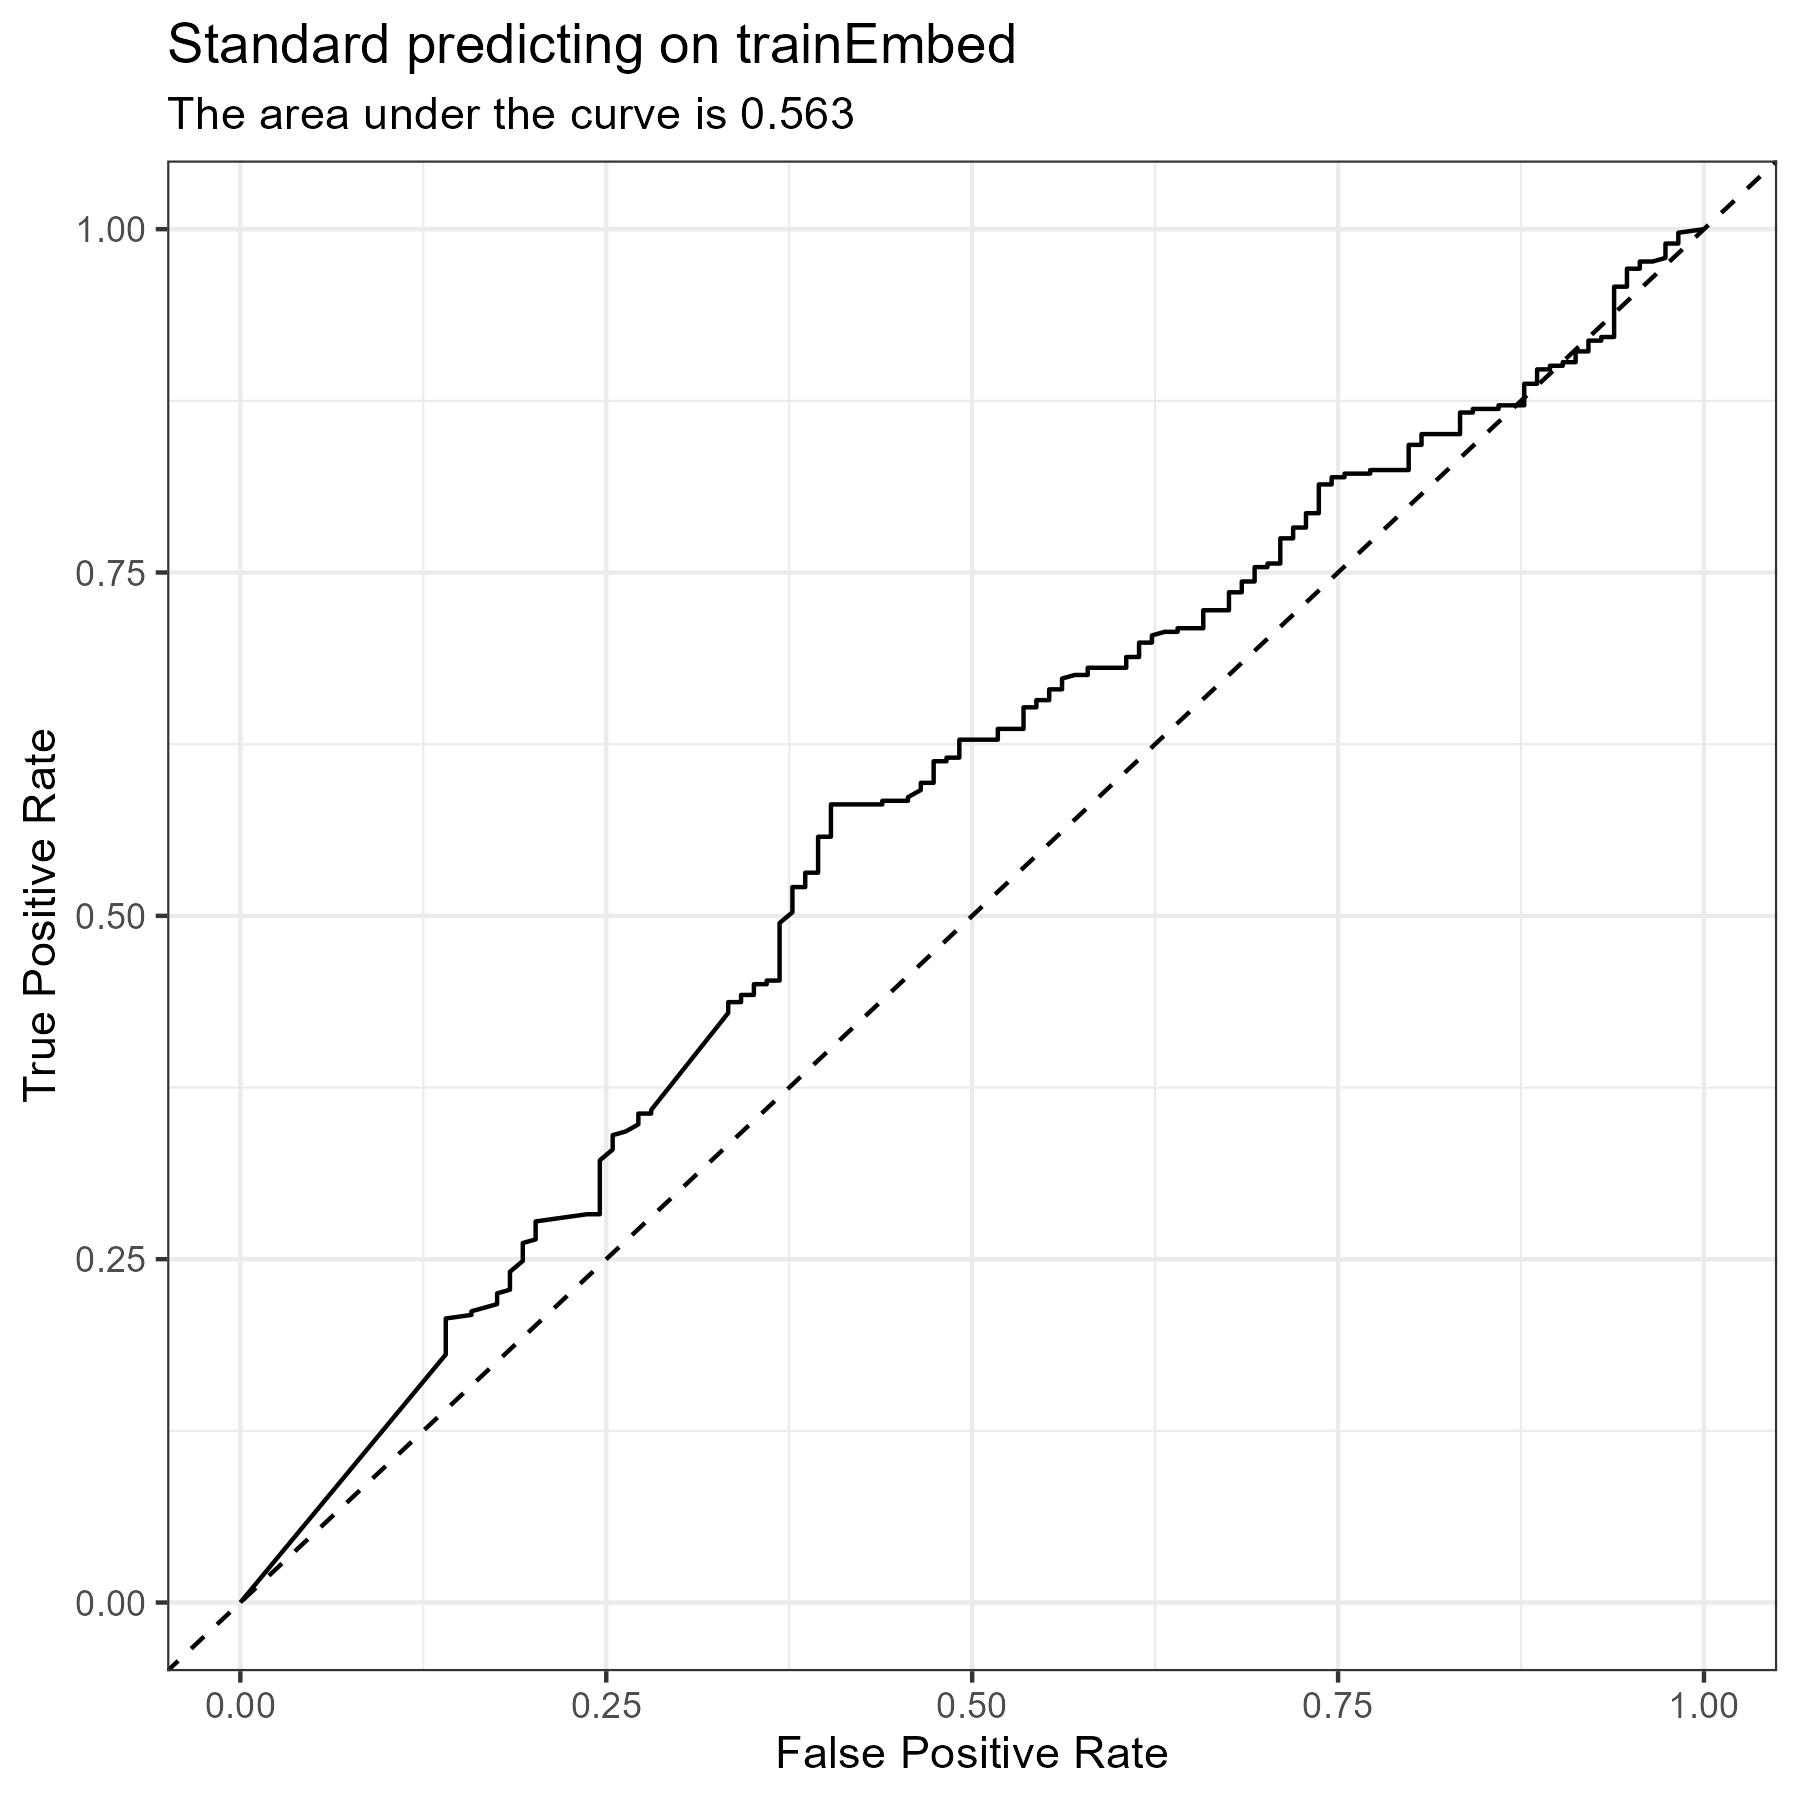 Standard predicting on trainEmbed
The area under the curve is 0.563
1.00
0.75
0.50
0.25
0.00
True Positive Rate
0.00 0.25 0.50 0.75 1.00
False Positive Rate